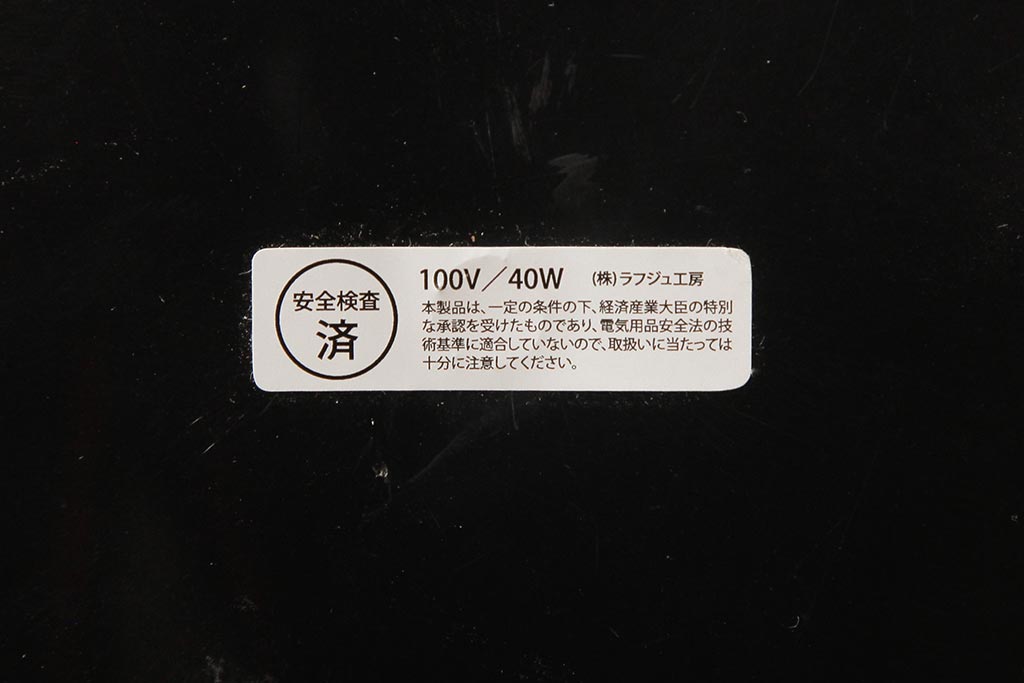 安全検査
済
100V／40W （株）ラフジュ工房
本製品は、一定の条件の下、経済産業大臣の特別
な承認を受けたものであり、電気用品安全法の技
術基準に適合していないので、取扱いに当たっては
十分に注意してください。